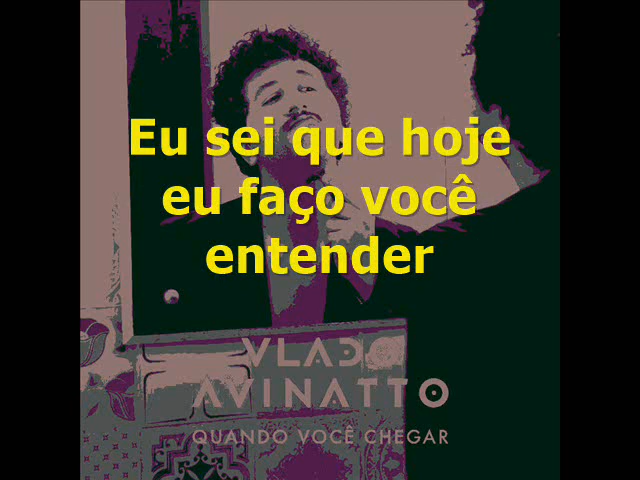 Eu sei que hoje
eu faço você
entender
VLADO
AVINATTO
QUANDO VOCÊ CHEGAR